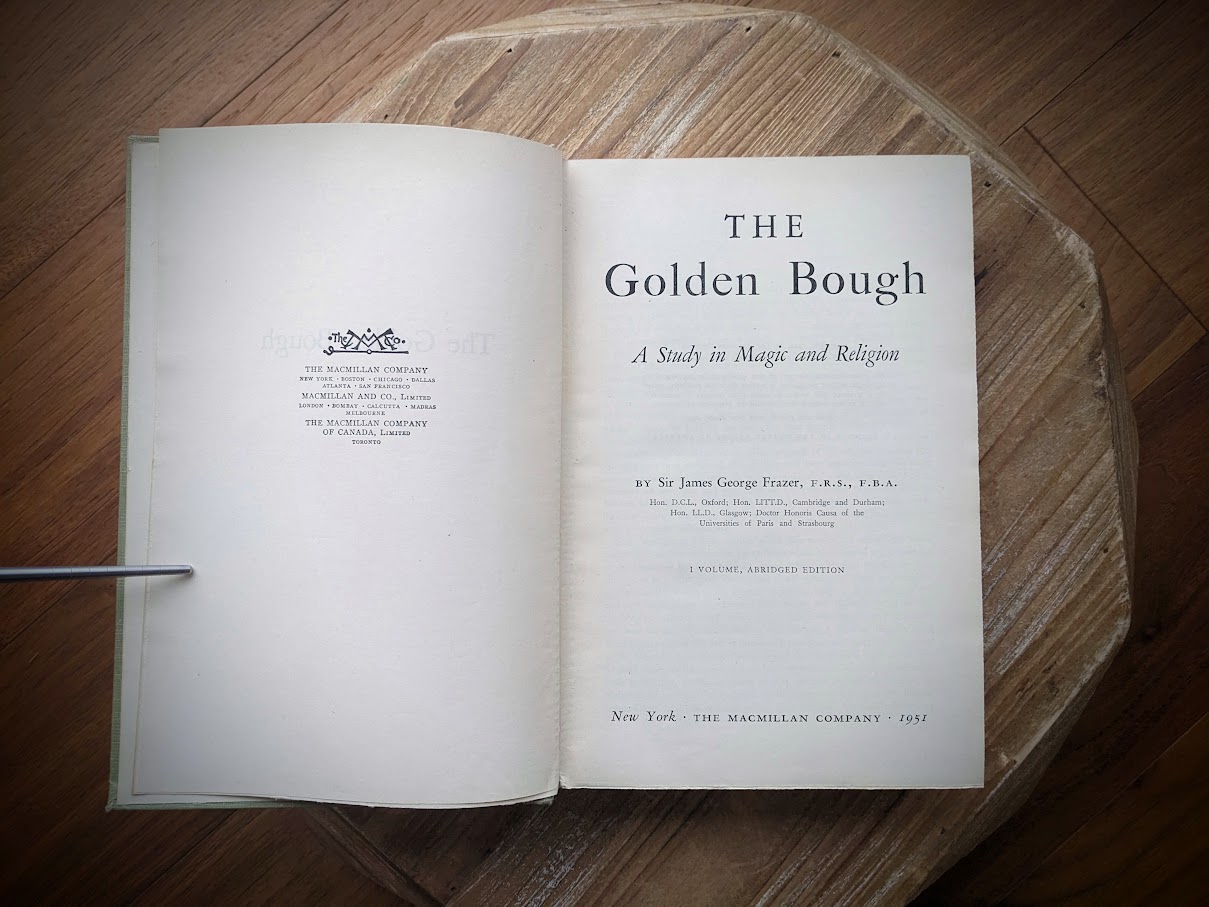 The M Co.
THE MACMILLAN COMPANY
NEW YORK · BOSTON · CHICAGO · DALLAS
ATLANTA · SAN FRANCISCO
MACMILLAN AND CO., LIMITED
LONDON · BOMBAY · CALCUTTA · MADRAS
MELBOURNE
THE MACMILLAN COMPANY
OF CANADA, LIMITED
TORONTO
THE
Golden Bough
A Study in Magic and Religion
BY Sir James George Frazer, F.R.S., F.B.A.
Hon. D.C.L., Oxford; Hon. LITT.D., Cambridge and Durham;
Hon. LL.D., Glasgow; Doctor Honoris Causa of the
Universities of Paris and Strasbourg
1 VOLUME, ABRIDGED EDITION
New York · THE MACMILLAN COMPANY · 1951